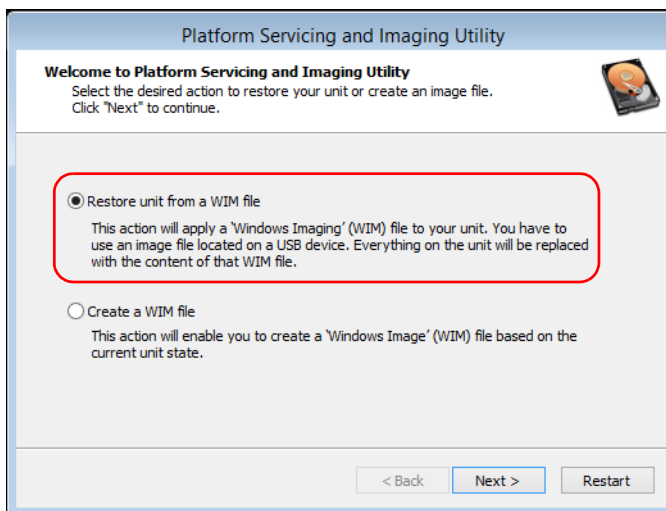 Platform Servicing and Imaging Utility
Welcome to Platform Servicing and Imaging Utility
Select the desired action to restore your unit or create an image file.
Click "Next" to continue.
Restore unit from a WIM file
This action will apply a 'Windows Imaging' (WIM) file to your unit. You have to
use an image file located on a USB device. Everything on the unit will be replaced
with the content of that WIM file.
Create a WIM file
This action will enable you to create a 'Windows Image' (WIM) file based on the
current unit state.
< Back
Next >
Restart